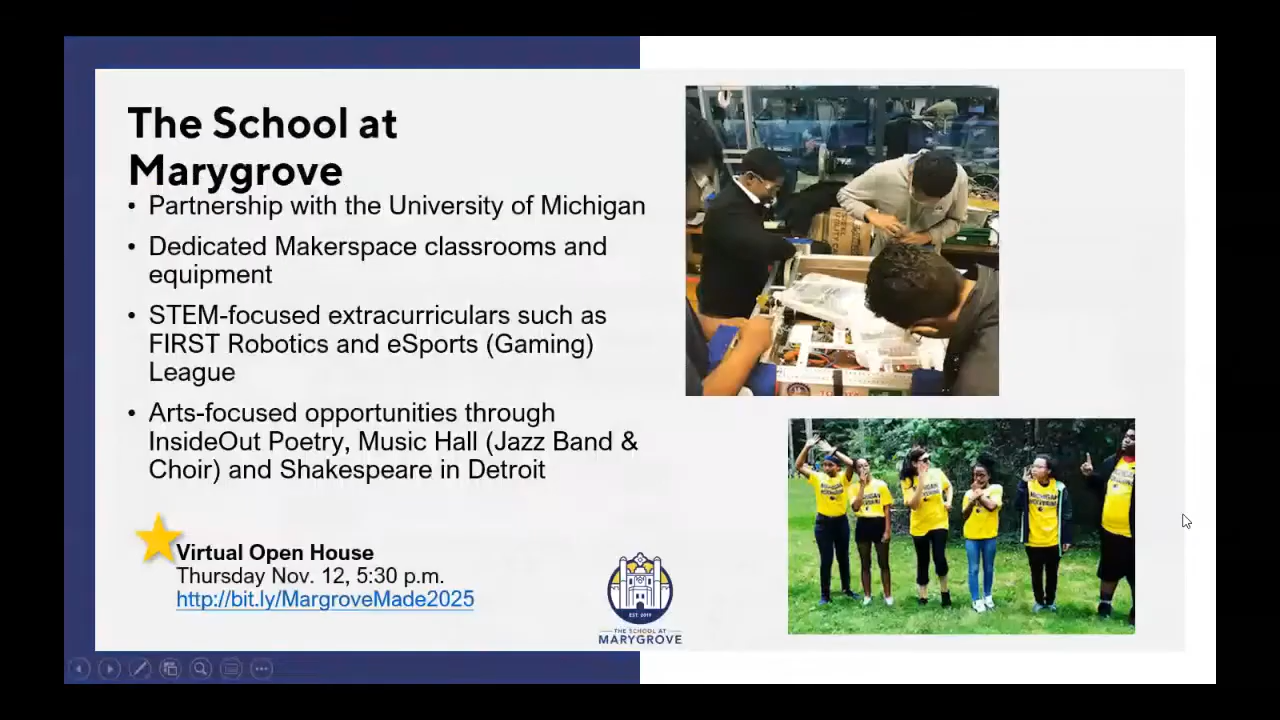 The School at
Marygrove
• Partnership with the University of Michigan
• Dedicated Makerspace classrooms and
equipment
• STEM-focused extracurriculars such as
FIRST Robotics and eSports (Gaming)
League
• Arts-focused opportunities through
InsideOut Poetry, Music Hall (Jazz Band &
Choir) and Shakespeare in Detroit
Virtual Open House
Thursday Nov. 12, 5:30 p.m.
http://bit.ly/MargroveMade2025
EST. 2019
THE SCHOOL AT
MARYGROVE